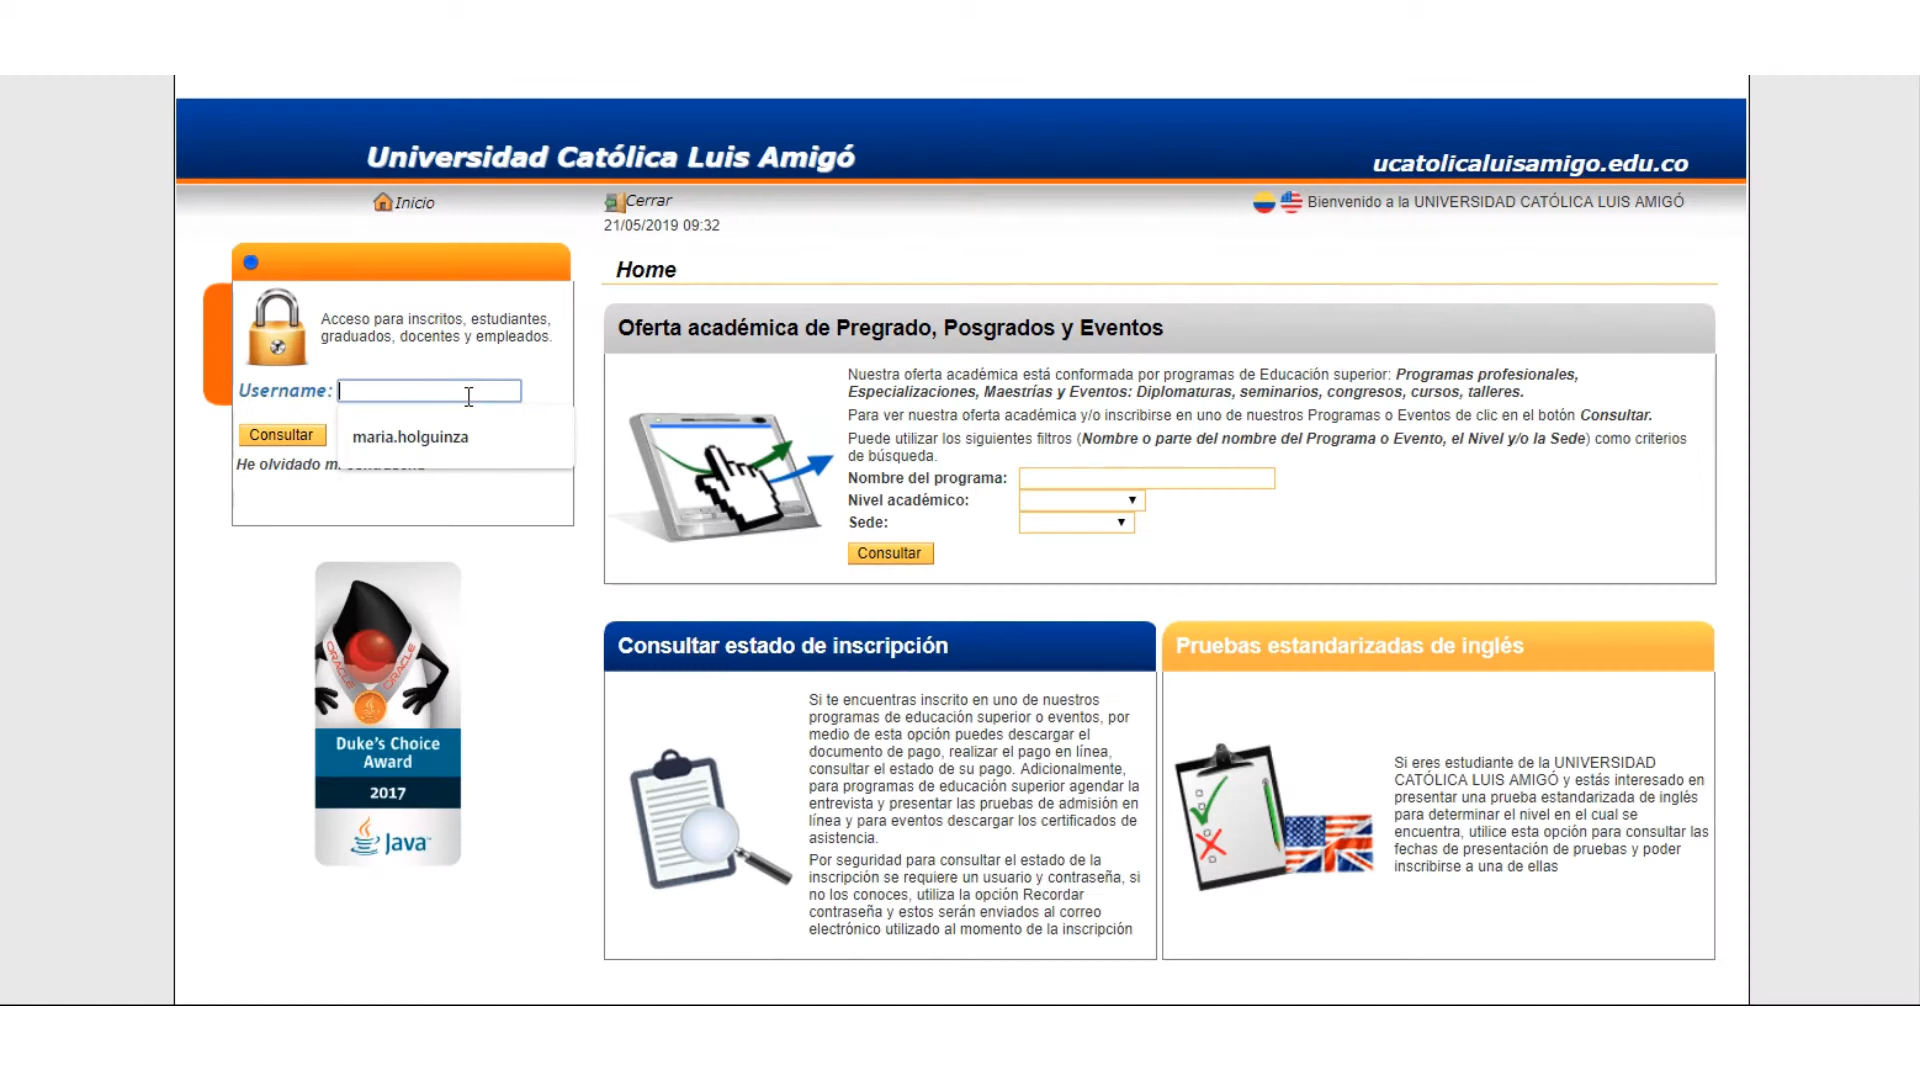 Universidad Católica Luis Amigó
ucatolicaluisamigo.edu.co
Inicio
Cerrar
21/05/2019 09:32
Bienvenido a la UNIVERSIDAD CATÓLICA LUIS AMIGÓ
Acceso para inscritos, estudiantes,
graduados, docentes y empleados.
Username:
maria.holguinza
Consultar
He olvidado
Home
Oferta académica de Pregrado, Posgrados y Eventos
Nuestra oferta académica está conformada por programas de Educación superior: Programas profesionales,
Especializaciones, Maestrías y Eventos: Diplomaturas, seminarios, congresos, cursos, talleres.
Para ver nuestra oferta académica y/o inscribirse en uno de nuestros Programas o Eventos de clic en el botón Consultar.
Puede utilizar los siguientes filtros (Nombre o parte del nombre del Programa o Evento, el Nivel y/o la Sede) como criterios
de búsqueda.
Nombre del programa:
Nivel académico:
Sede:
Consultar
ORACLE ORACLE
Duke's Choice
Award
2017
Java™
Consultar estado de inscripción
Si te encuentras inscrito en uno de nuestros
programas de educación superior o eventos, por
medio de esta opción puedes descargar el
documento de pago, realizar el pago en línea,
consultar el estado de su pago. Adicionalmente,
para programas de educación superior agendar la
entrevista y presentar las pruebas de admisión en
línea y para eventos descargar los certificados de
asistencia.
Por seguridad para consultar el estado de la
inscripción se requiere un usuario y contraseña, si
no los conoces, utiliza la opción Recordar
contraseña y estos serán enviados al correo
electrónico utilizado al momento de la inscripción
Pruebas estandarizadas de inglés
Si eres estudiante de la UNIVERSIDAD
CATÓLICA LUIS AMIGÓ y estás interesado en
presentar una prueba estandarizada de inglés
para determinar el nivel en el cual se
encuentra, utilice esta opción para consultar las
fechas de presentación de pruebas y poder
inscribirse a una de ellas